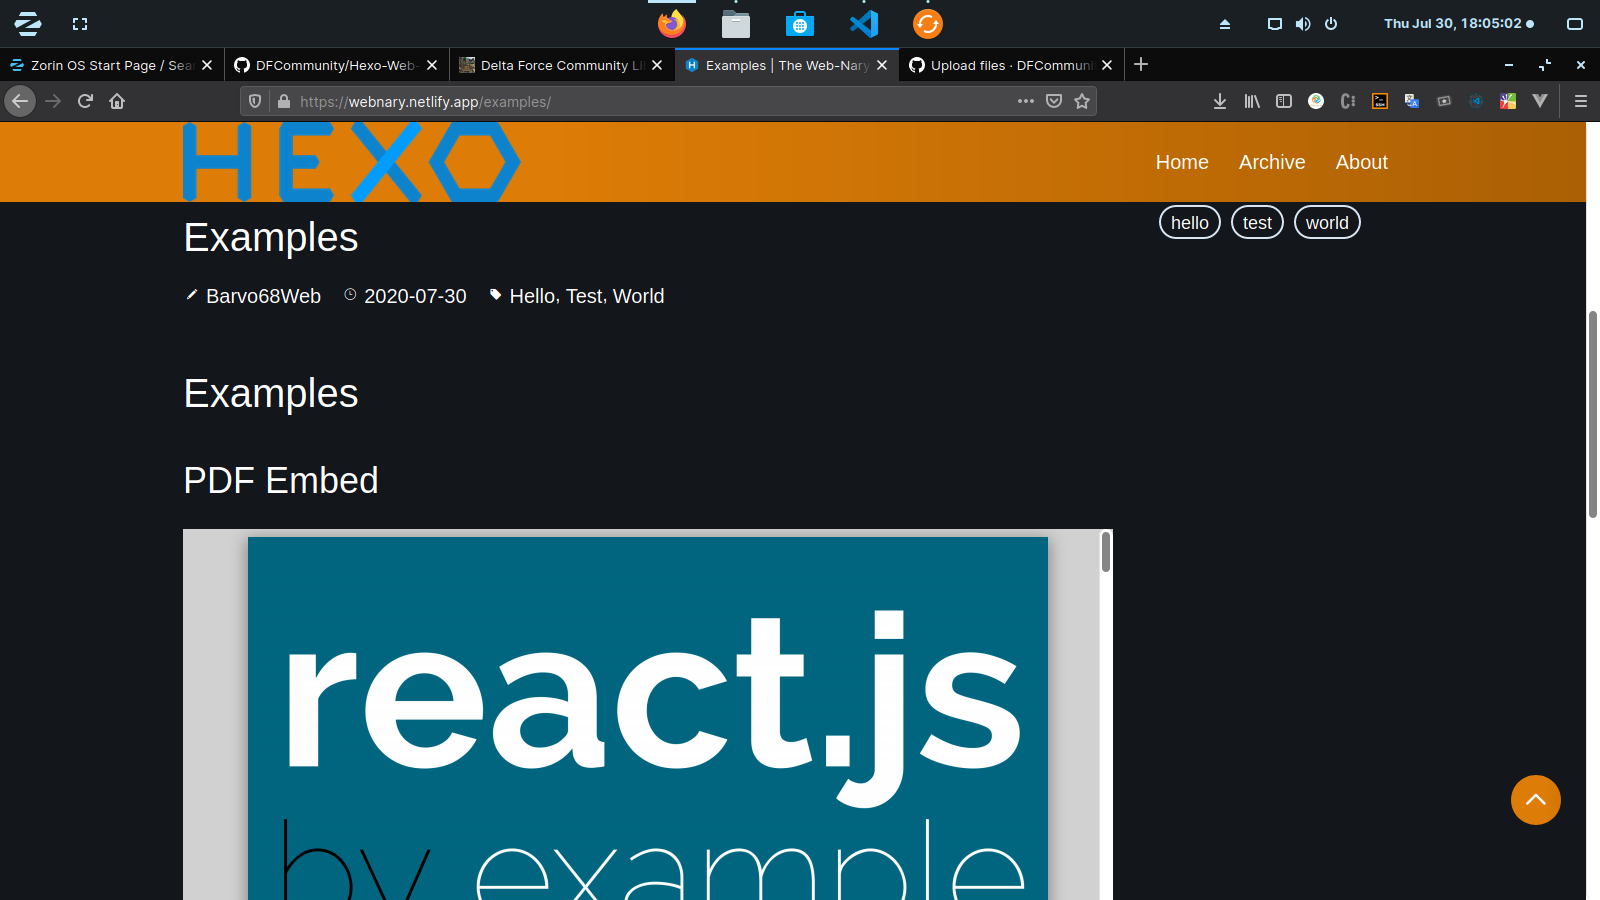 Thu Jul 30, 18:05:02
Zorin OS Start Page / Sea
DFCommunity/Hexo-Web-
Delta Force Community
Examples | The Web-Nary
Upload files · DFCommun
https://webnary.netlify.app/examples/
HEXO
Home Archive About
Examples
hello test world
Barvo68Web 2020-07-30 Hello, Test, World
Examples
PDF Embed
react.js
by example